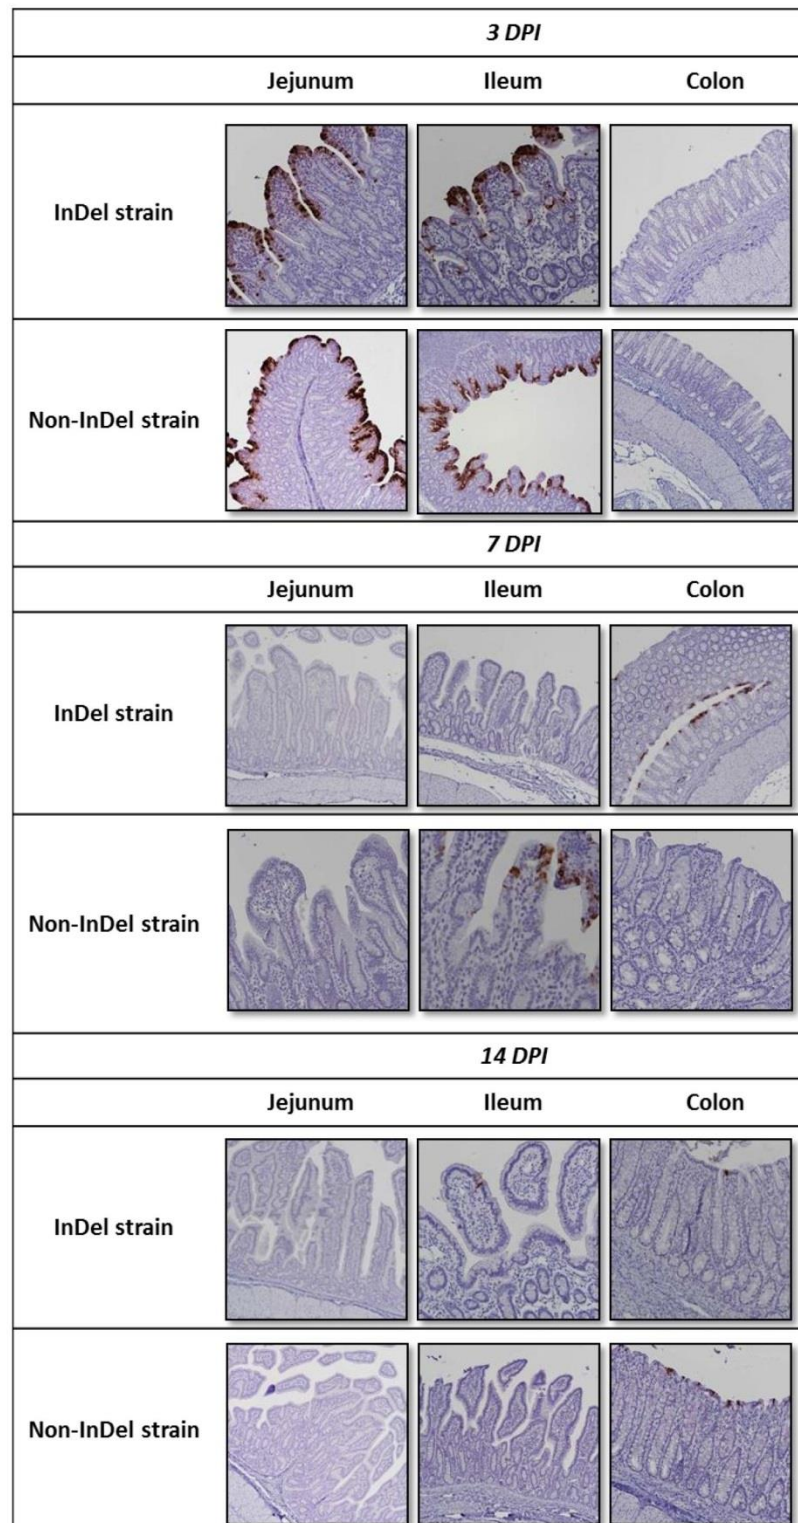 3 DPI
Jejunum Ileum Colon
InDel strain
Non-InDel strain
7 DPI
Jejunum Ileum Colon
InDel strain
Non-InDel strain
14 DPI
Jejunum Ileum Colon
InDel strain
Non-InDel strain